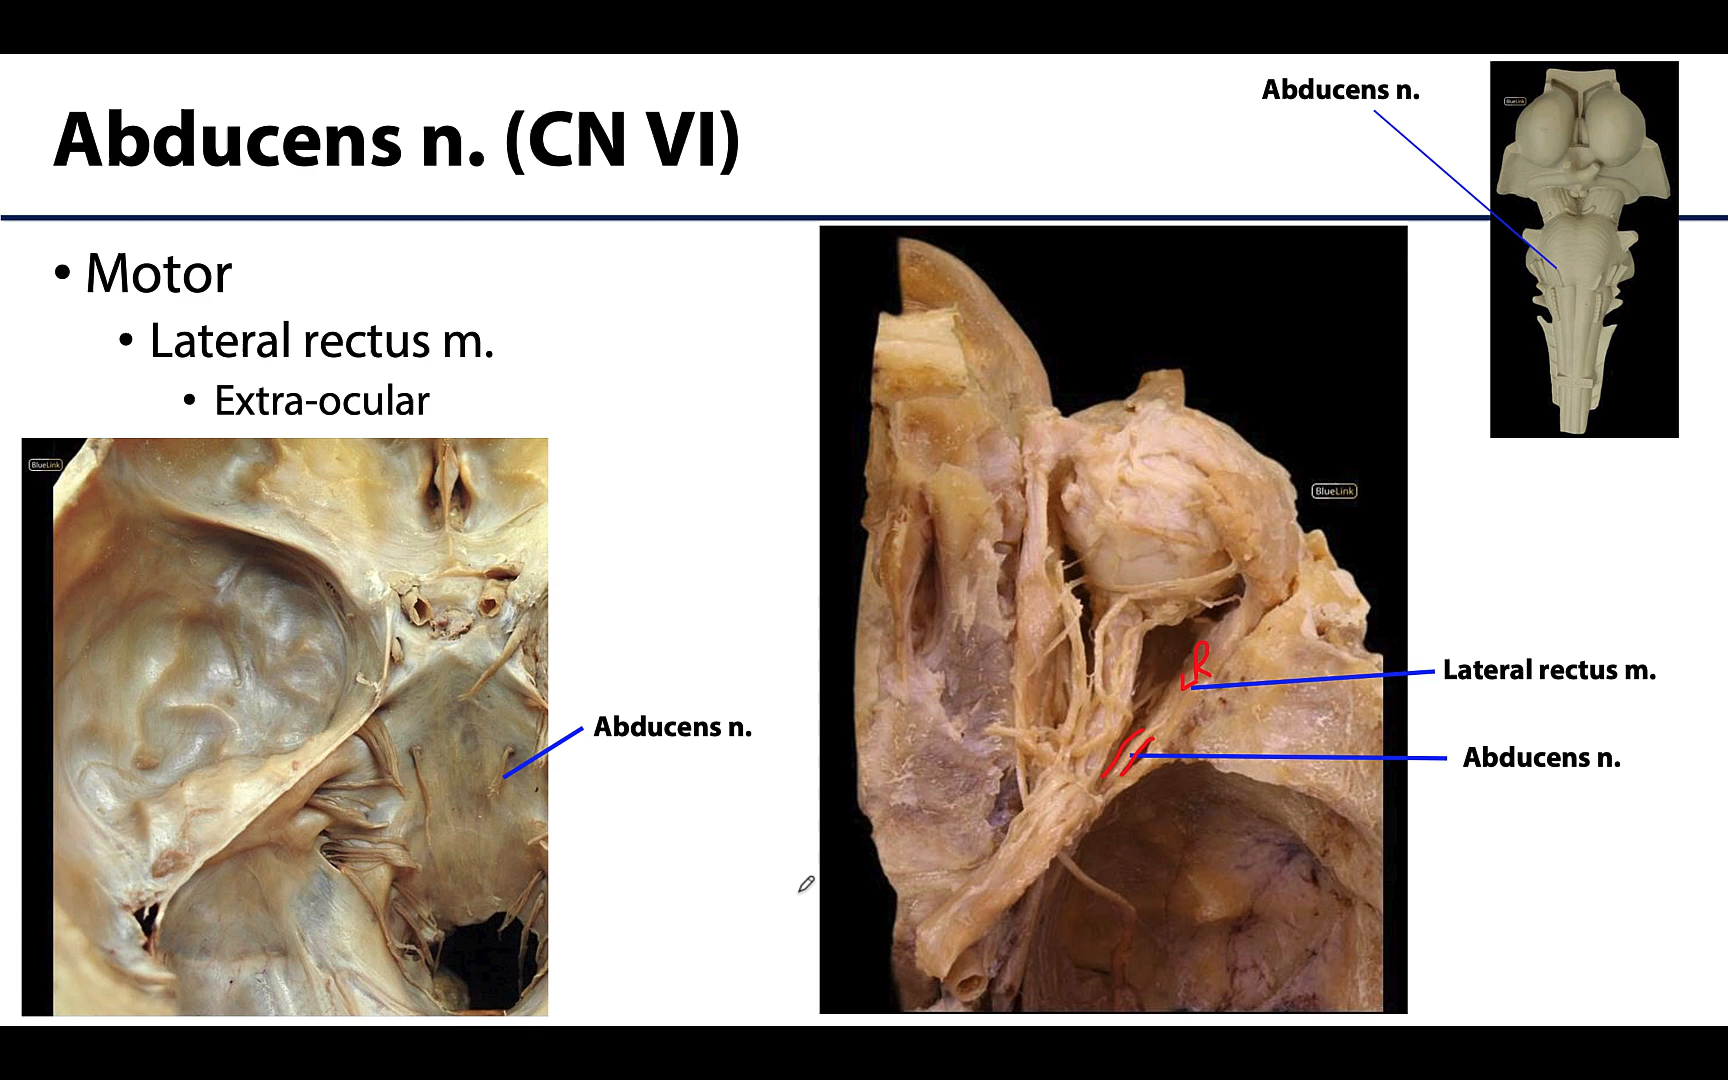 Abducens n. (CN VI)
Abducens n.
BlueLink
• Motor
• Lateral rectus m.
• Extra-ocular
BlueLink
Abducens n.
BlueLink
LR
Lateral rectus m.
Abducens n.